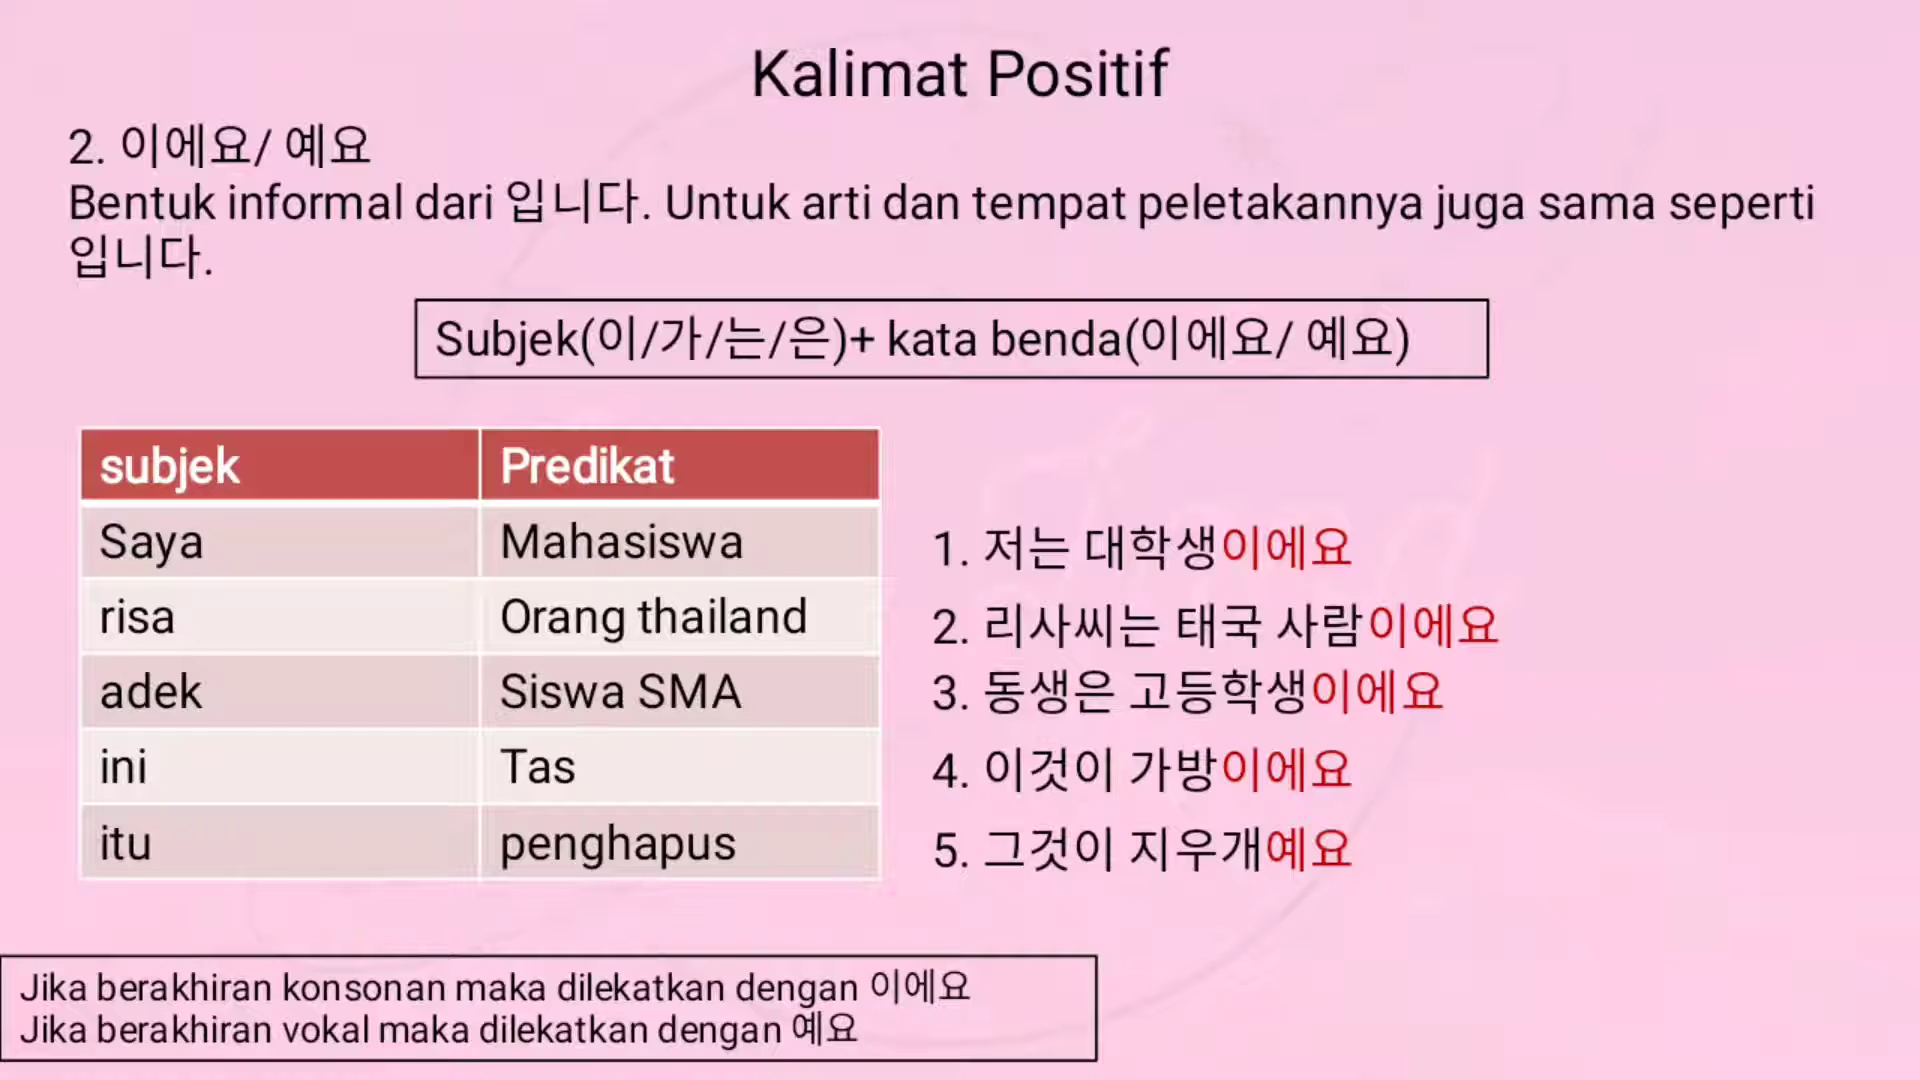 Kalimat Positif
2. 이에요/ 예요
Bentuk informal dari 입니다. Untuk arti dan tempat peletakannya juga sama seperti
입니다.
Subjek(이/가/는/은)+ kata benda(이에요/ 예요)
subjek Predikat
Saya Mahasiswa
risa Orang thailand
adek Siswa SMA
ini Tas
itu penghapus
1. 저는 대학생이에요
2. 리사씨는 태국 사람이에요
3. 동생은 고등학생이에요
4. 이것이 가방이에요
5. 그것이 지우개예요
Jika berakhiran konsonan maka dilekatkan dengan 이에요
Jika berakhiran vokal maka dilekatkan dengan 예요